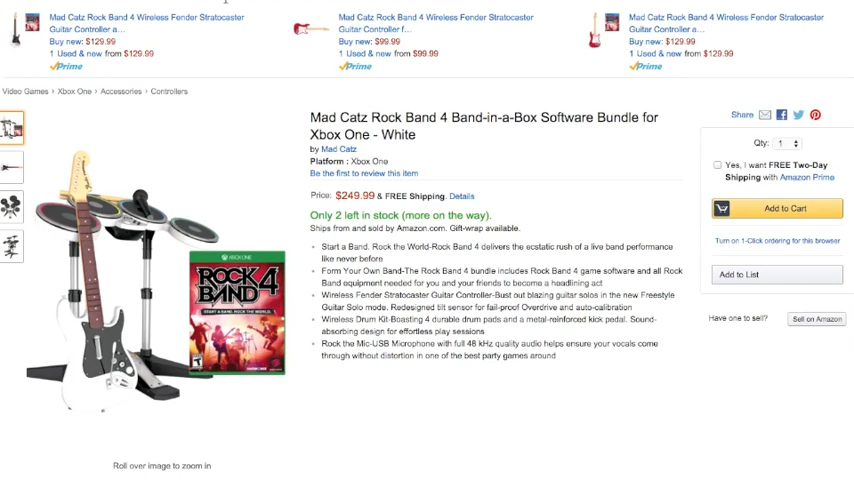 Mad Catz Rock Band 4 Wireless Fender Stratocaster
Guitar Controller a…
Buy new: $129.99
1 Used & new from $129.99
Prime
Mad Catz Rock Band 4 Wireless Fender Stratocaster
Guitar Controller f…
Buy new: $99.99
1 Used & new from $99.99
Prime
Mad Catz Rock Band 4 Wireless Fender Stratocaster
Guitar Controller a…
Buy new: $129.99
1 Used & new from $129.99
Prime
Video Games › Xbox One › Accessories › Controllers
Mad Catz Rock Band 4 Band-in-a-Box Software Bundle for
Xbox One - White
by Mad Catz
Platform : Xbox One
Be the first to review this item
Price: $249.99 & FREE Shipping. Details
Only 2 left in stock (more on the way).
Ships from and sold by Amazon.com. Gift-wrap available.
Start a Band. Rock the World-Rock Band 4 delivers the ecstatic rush of a live band performance
like never before
Form Your Own Band-The Rock Band 4 bundle includes Rock Band 4 game software and all Rock
Band equipment needed for you and your friends to become a headlining act
Wireless Fender Stratocaster Guitar Controller-Bust out blazing guitar solos in the new Freestyle
Guitar Solo mode. Redesigned tilt sensor for fail-proof Overdrive and auto-calibration
Wireless Drum Kit-Boasting 4 durable drum pads and a metal-reinforced kick pedal. Sound-
absorbing design for effortless play sessions
Rock the Mic-USB Microphone with full 48 kHz quality audio helps ensure your vocals come
through without distortion in one of the best party games around
XBOX ONE
ROCK
BAND 4
START A BAND. ROCK THE WORLD.
T
Roll over image to zoom in
Share
Qty: 1
Yes, I want FREE Two-Day
Shipping with Amazon Prime
Add to Cart
Turn on 1-Click ordering for this browser
Add to List
Have one to sell?
Sell on Amazon